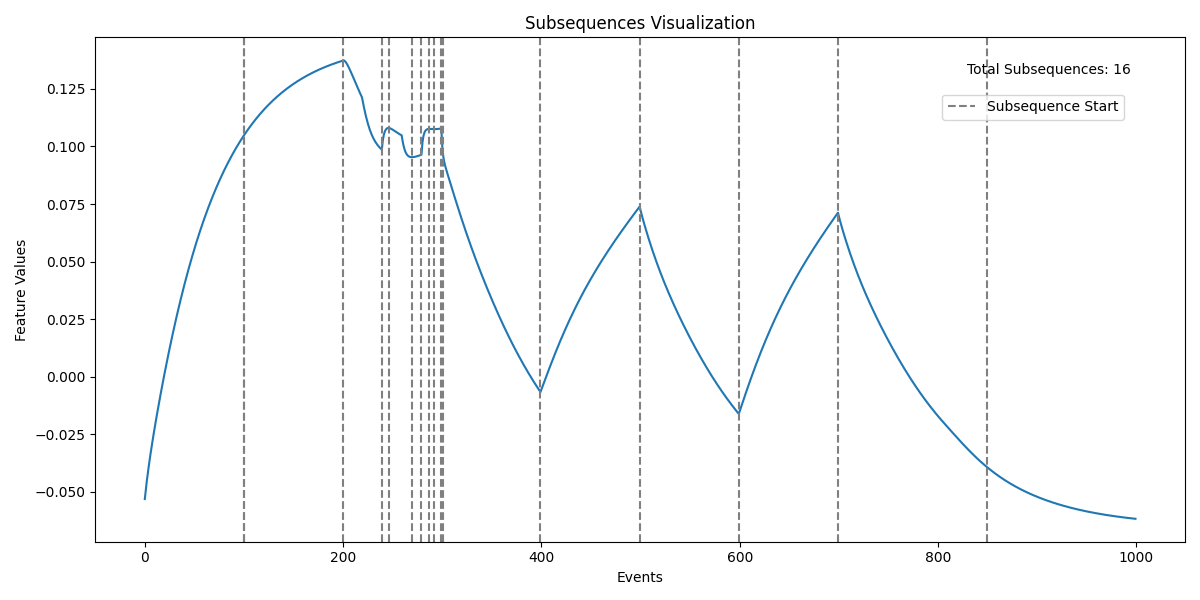 Subsequences Visualization
Total Subsequences: 16
Subsequence Start
Feature Values
0.125
0.100
0.075
0.050
0.025
0.000
−0.025
−0.050
0
200
400
600
800
1000
Events